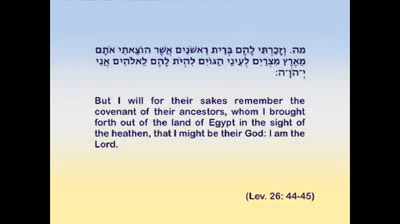 מה. וְזָכַרְתִּי לָהֶם בְּרִית רִאשֹׁנִים אֲשֶׁר הוֹצֵאתִי אֹתָם
מֵאֶרֶץ מִצְרַיִם לְעֵינֵי הַגּוֹיִם לִהְיֹת לָהֶם לֵאלֹהִים אֲנִי
יְ־הֹוָ־ה:
But I will for their sakes remember the
covenant of their ancestors, whom I brought
forth out of the land of Egypt in the sight of
the heathen, that I might be their God: I am the
Lord.
(Lev. 26: 44-45)